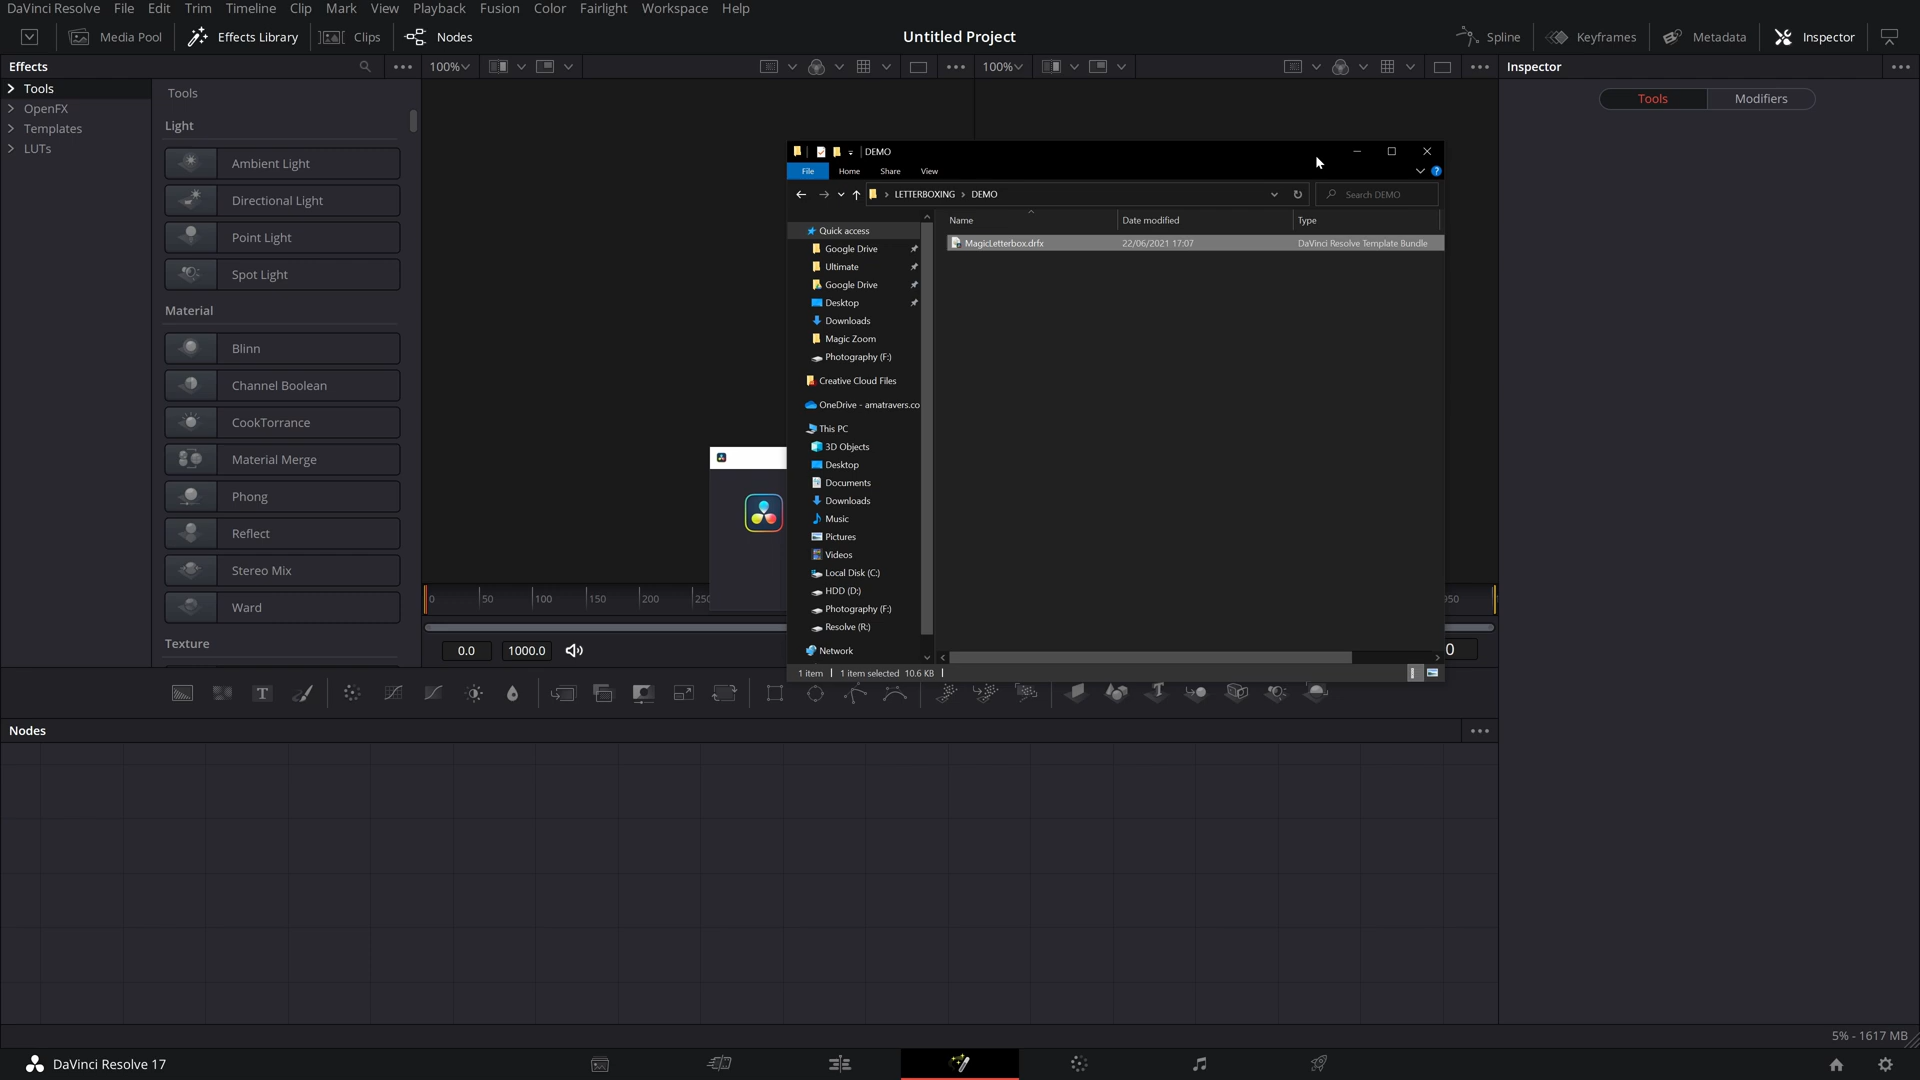 DaVinci Resolve File Edit Trim Timeline Clip Mark View Playback Fusion Color Fairlight Workspace Help
Media Pool Effects Library Clips Nodes Untitled Project Spline Keyframes Metadata Inspector
Effects 100% 100% Inspector
Tools
OpenFX
Templates
LUTs
Tools
Light
Ambient Light
Directional Light
Point Light
Spot Light
Material
Blinn
Channel Boolean
CookTorrance
Material Merge
Phong
Reflect
Stereo Mix
Ward
Texture
Tools Modifiers
DEMO
File Home Share View
LETTERBOXING > DEMO Search DEMO
Name Date modified Type
MagicLetterbox.drfx 22/06/2021 17:07 DaVinci Resolve Template Bundle
Quick access
Google Drive
Ultimate
Google Drive
Desktop
Downloads
Magic Zoom
Photography (F:)
Creative Cloud Files
OneDrive - amatravers.co
This PC
3D Objects
Desktop
Documents
Downloads
Music
Pictures
Videos
Local Disk (C:)
HDD (D:)
Photography (F:)
Resolve (R:)
Network
1 item 1 item selected 10.6 KB
0 50 100 150 200 250 950
0.0 1000.0 0
Nodes
5% - 1617 MB
DaVinci Resolve 17